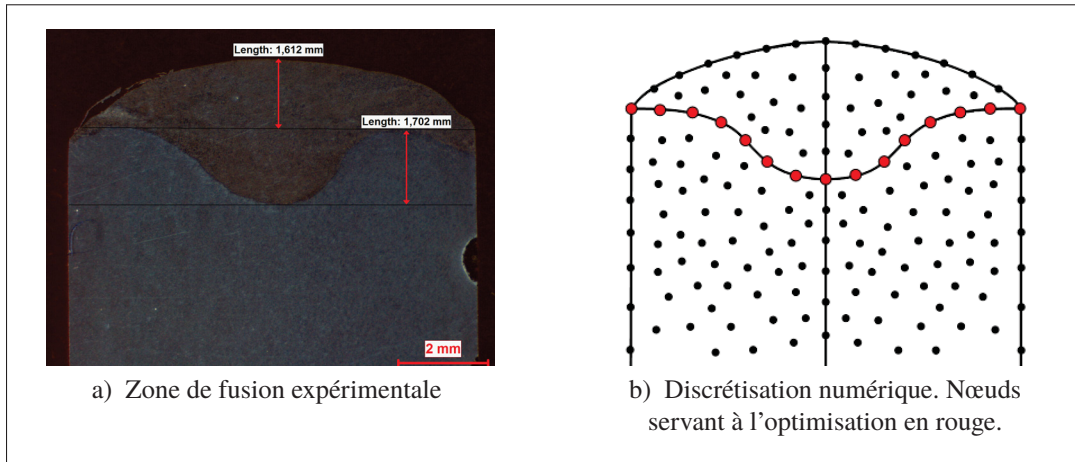 Length: 1,612 mm
Length: 1,702 mm
2 mm
a) Zone de fusion expérimentale
b) Discrétisation numérique. Nœuds
servant à l’optimisation en rouge.